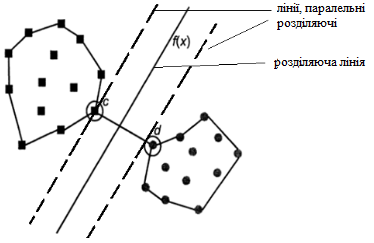 лінії, паралельні
розділяючі
f(x)
розділяюча лінія
c
d